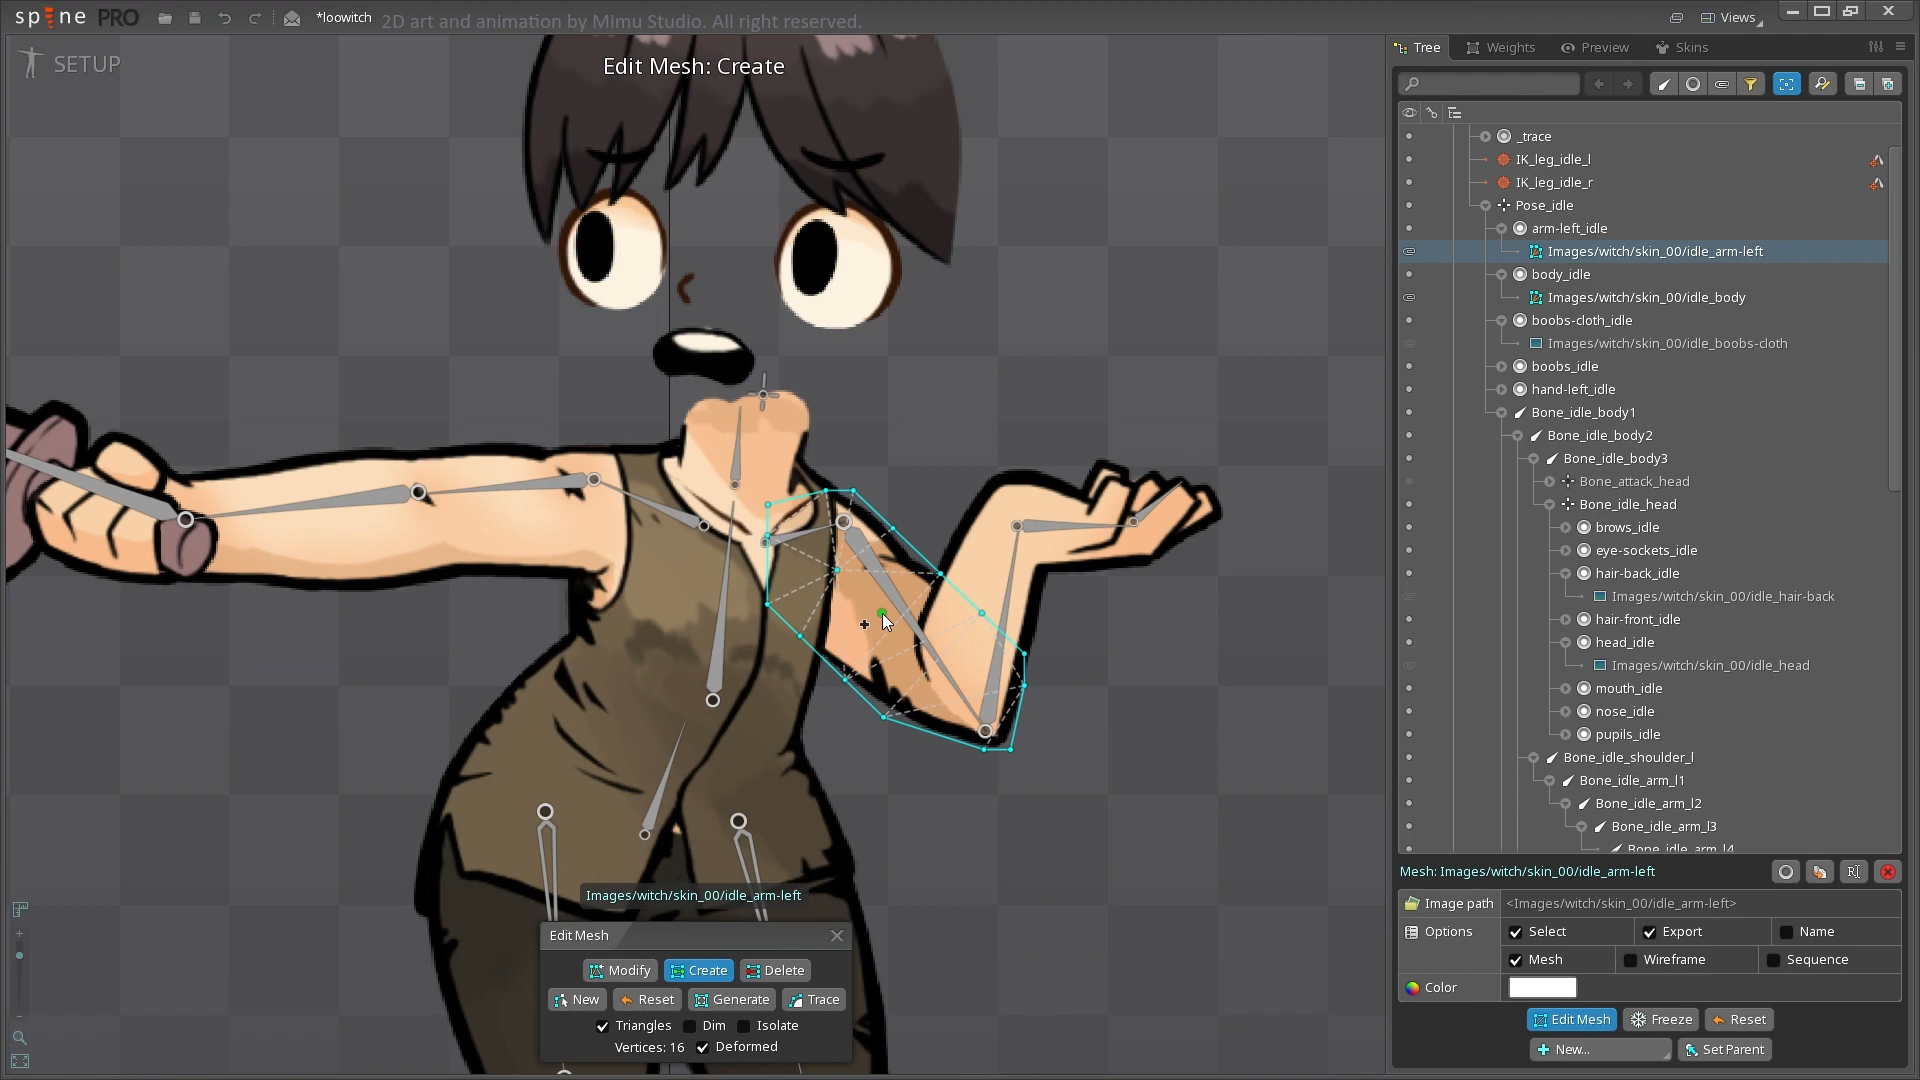 spine PRO
*loowitch
2D art and animation by Mimu Studio. All right reserved.
Views
SETUP
Edit Mesh: Create
Tree
Weights
Preview
Skins
_trace
IK_leg_idle_l
IK_leg_idle_r
Pose_idle
arm-left_idle
Images/witch/skin_00/idle_arm-left
body_idle
Images/witch/skin_00/idle_body
boobs-cloth_idle
Images/witch/skin_00/idle_boobs-cloth
boobs_idle
hand-left_idle
Bone_idle_body1
Bone_idle_body2
Bone_idle_body3
Bone_attack_head
Bone_idle_head
brows_idle
eye-sockets_idle
hair-back_idle
Images/witch/skin_00/idle_hair-back
hair-front_idle
head_idle
Images/witch/skin_00/idle_head
mouth_idle
nose_idle
pupils_idle
Bone_idle_shoulder_l
Bone_idle_arm_l1
Bone_idle_arm_l2
Bone_idle_arm_l3
Bone_idle_arm_l4
Mesh: Images/witch/skin_00/idle_arm-left
Image path <Images/witch/skin_00/idle_arm-left>
Options Select Export Name
Mesh Wireframe Sequence
Color
Edit Mesh Freeze Reset
New... Set Parent
Images/witch/skin_00/idle_arm-left
Edit Mesh
Modify Create Delete
New Reset Generate Trace
Triangles Dim Isolate
Vertices: 16 Deformed